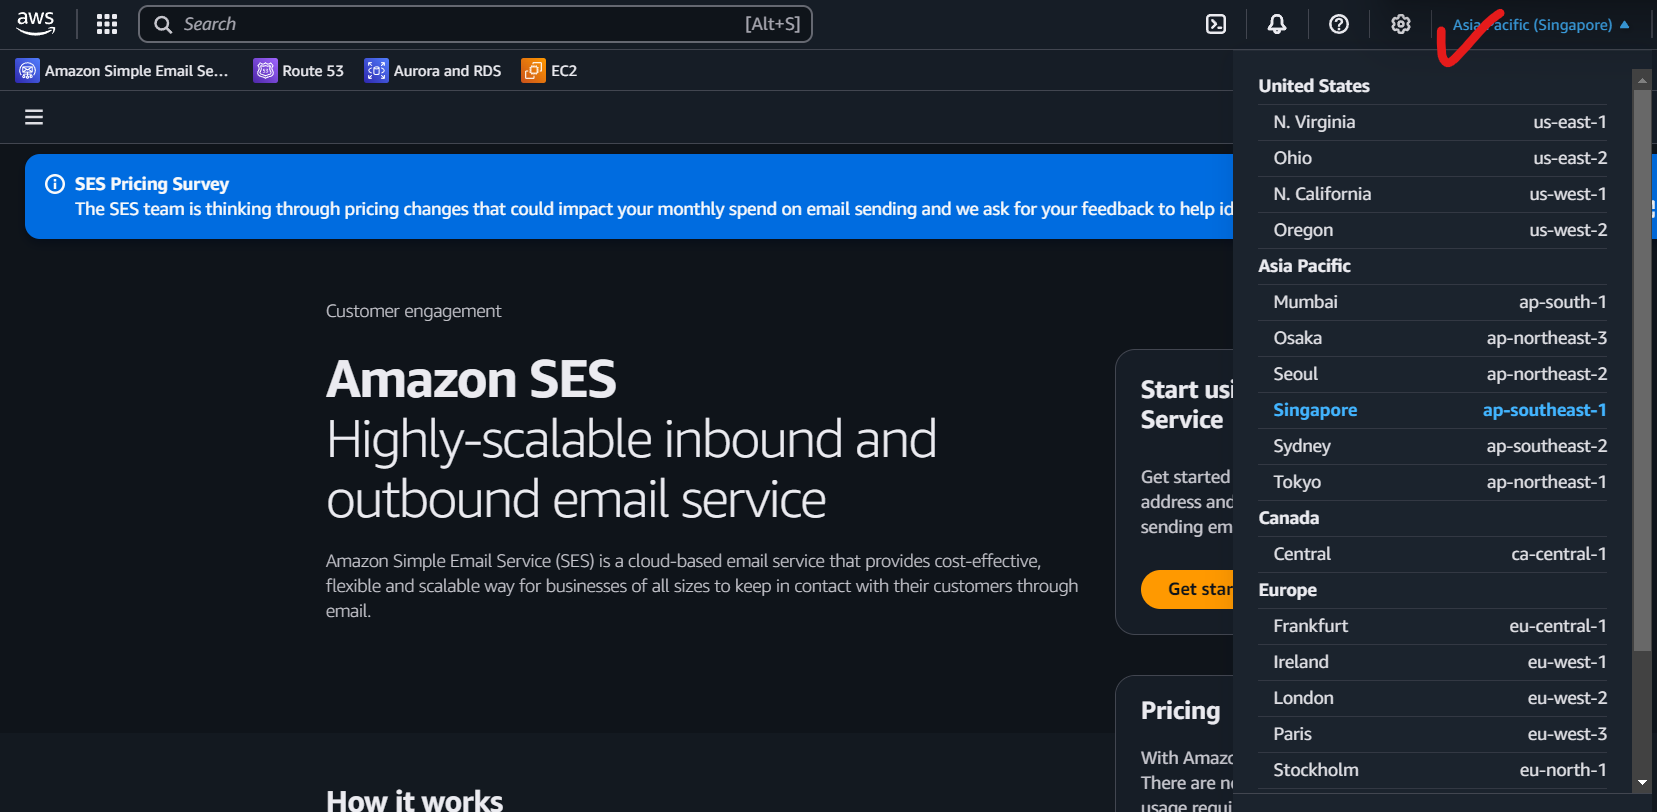 aws
Search [Alt+S]
Asia Pacific (Singapore)
Amazon Simple Email Se...
Route 53
Aurora and RDS
EC2
SES Pricing Survey
The SES team is thinking through pricing changes that could impact your monthly spend on email sending and we ask for your feedback to help id
Customer engagement
Amazon SES
Highly-scalable inbound and
outbound email service
Amazon Simple Email Service (SES) is a cloud-based email service that provides cost-effective,
flexible and scalable way for businesses of all sizes to keep in contact with their customers through
email.
How it works
Start usi
Service
Get started
address and
sending em
Get star
Pricing
With Amazo
There are n
usage requi
United States
N. Virginia us-east-1
Ohio us-east-2
N. California us-west-1
Oregon us-west-2
Asia Pacific
Mumbai ap-south-1
Osaka ap-northeast-3
Seoul ap-northeast-2
Singapore ap-southeast-1
Sydney ap-southeast-2
Tokyo ap-northeast-1
Canada
Central ca-central-1
Europe
Frankfurt eu-central-1
Ireland eu-west-1
London eu-west-2
Paris eu-west-3
Stockholm eu-north-1